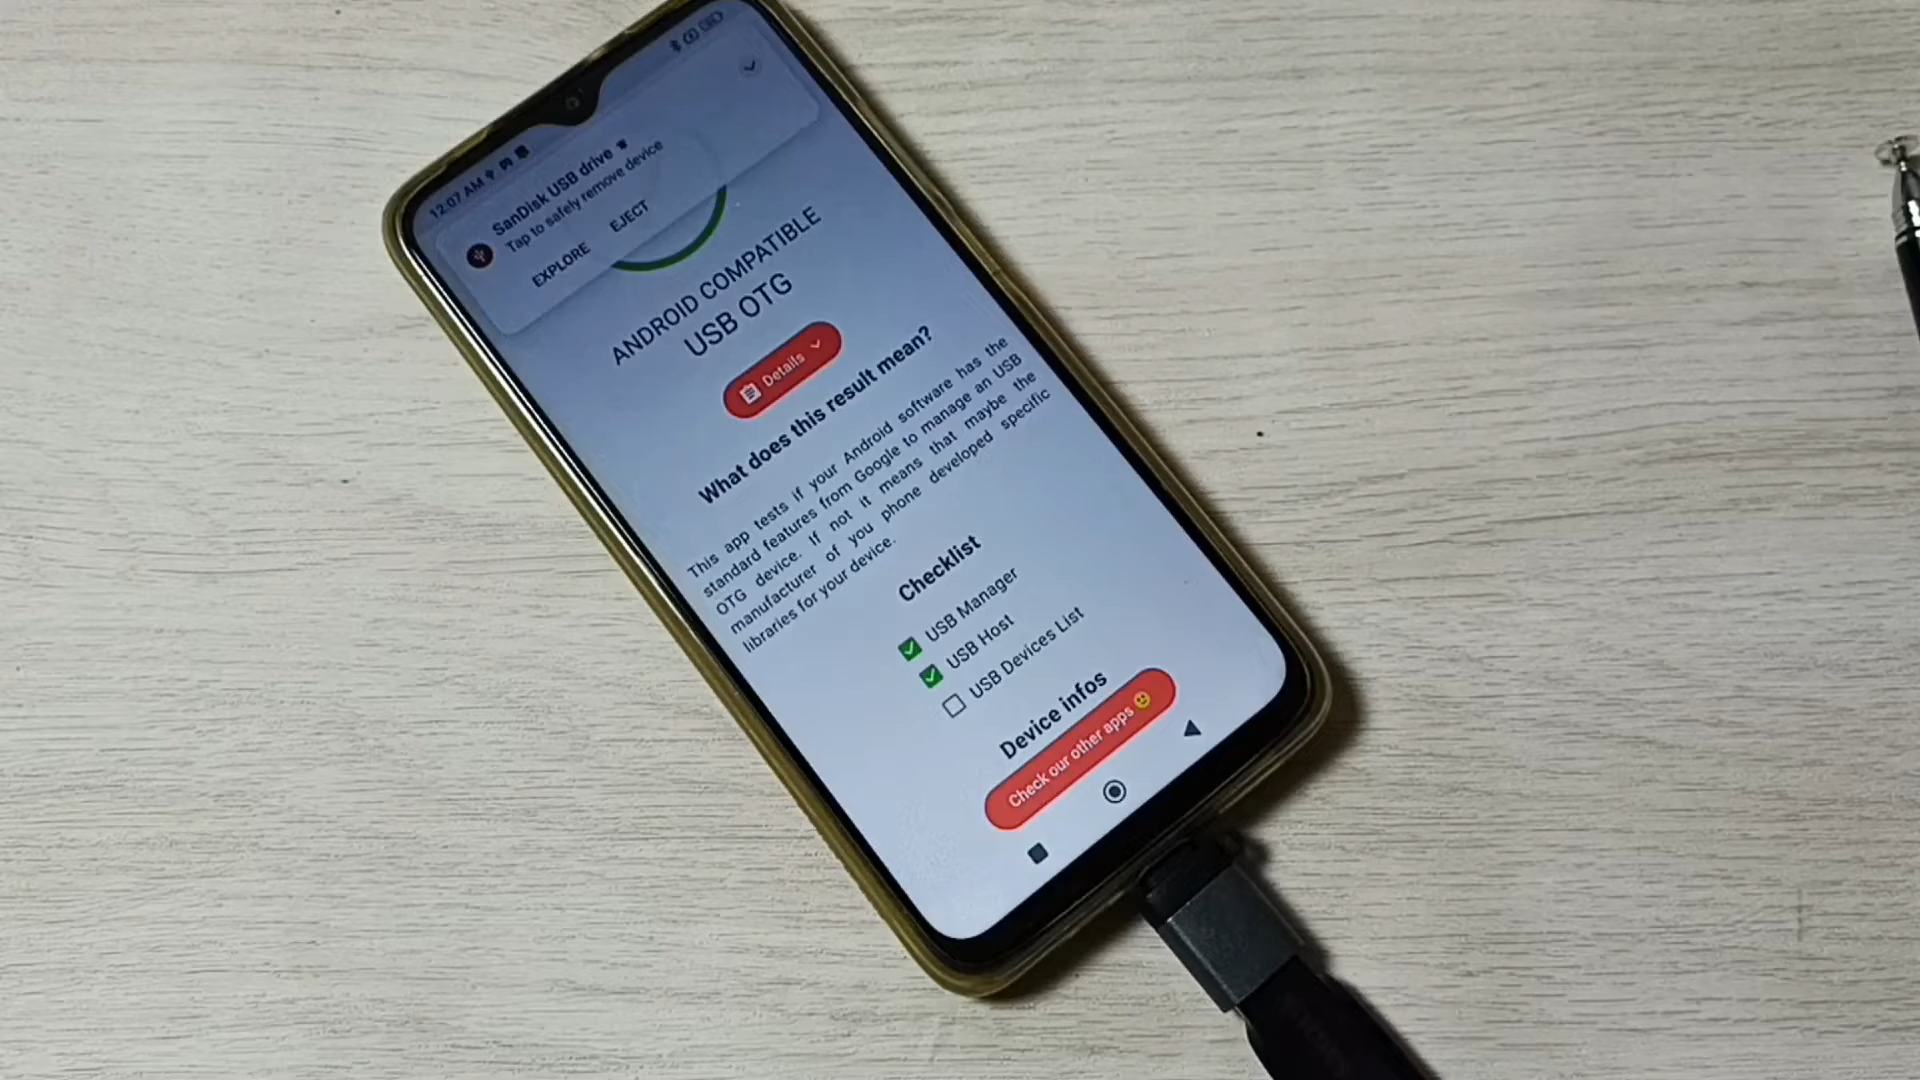 12:07 AM
SanDisk USB drive
Tap to safely remove device
EXPLORE EJECT
ANDROID COMPATIBLE
USB OTG
Details
What does this result mean?
This app tests if your Android software has the
standard features from Google to manage an USB
OTG device. If not it means that maybe the
manufacturer of you phone developed specific
libraries for your device.
Checklist
USB Manager
USB Host
USB Devices List
Device infos
Check our other apps